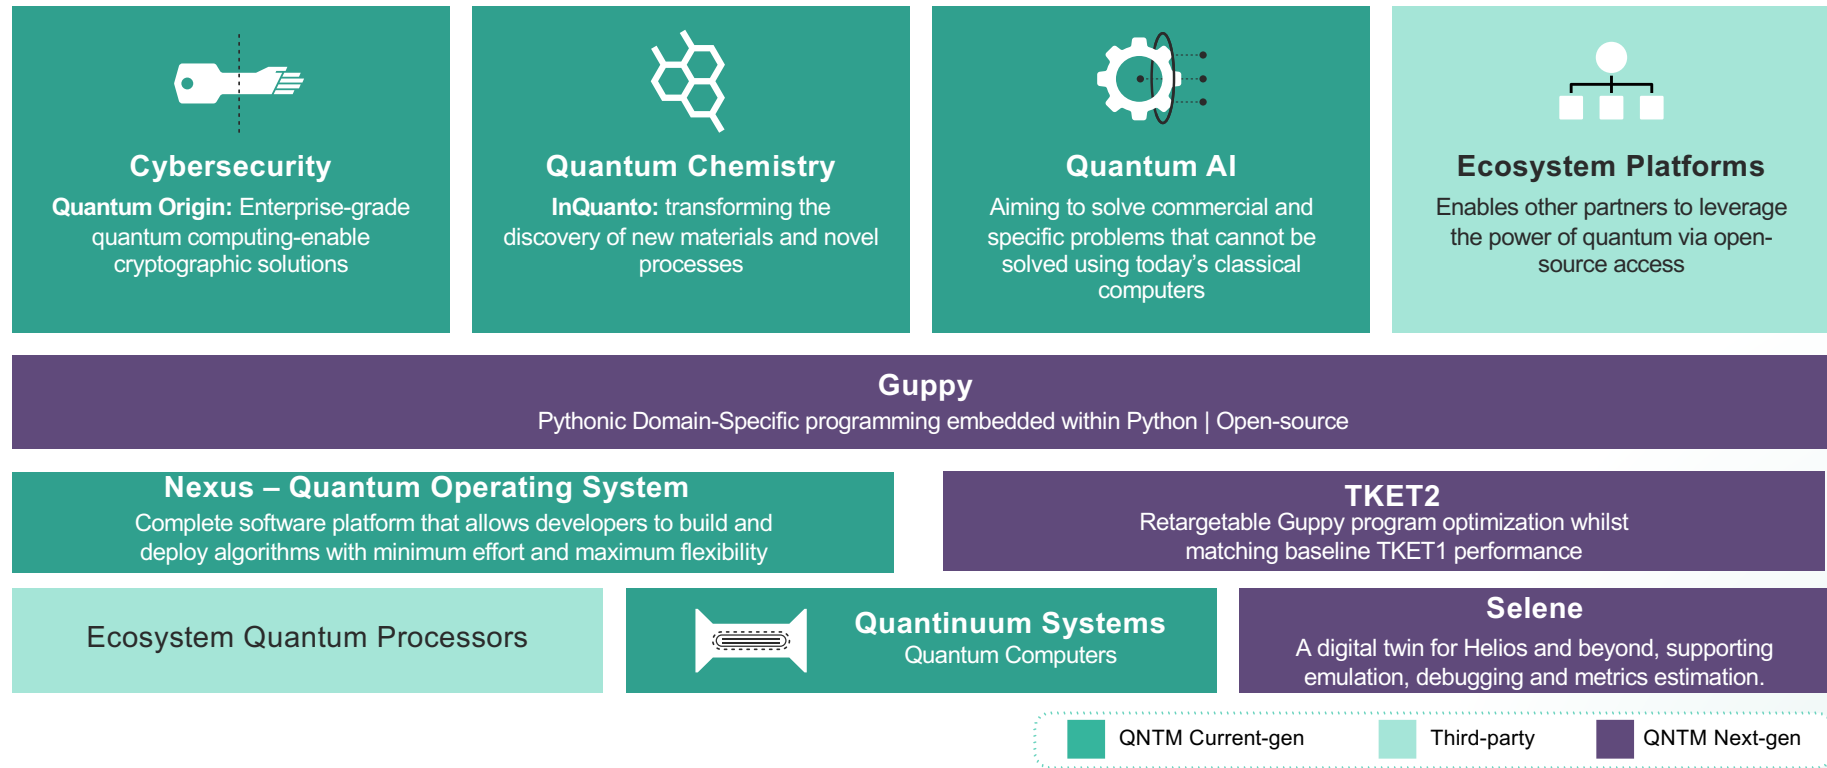 Cybersecurity
Quantum Origin: Enterprise-grade
quantum computing-enable
cryptographic solutions
Quantum Chemistry
InQuanto: transforming the
discovery of new materials and novel
processes
Quantum AI
Aiming to solve commercial and
specific problems that cannot be
solved using today’s classical
computers
Ecosystem Platforms
Enables other partners to leverage
the power of quantum via open-
source access
Guppy
Pythonic Domain-Specific programming embedded within Python | Open-source
Nexus – Quantum Operating System
Complete software platform that allows developers to build and
deploy algorithms with minimum effort and maximum flexibility
TKET2
Retargetable Guppy program optimization whilst
matching baseline TKET1 performance
Ecosystem Quantum Processors
Quantinuum Systems
Quantum Computers
Selene
A digital twin for Helios and beyond, supporting
emulation, debugging and metrics estimation.
QNTM Current-gen
Third-party
QNTM Next-gen